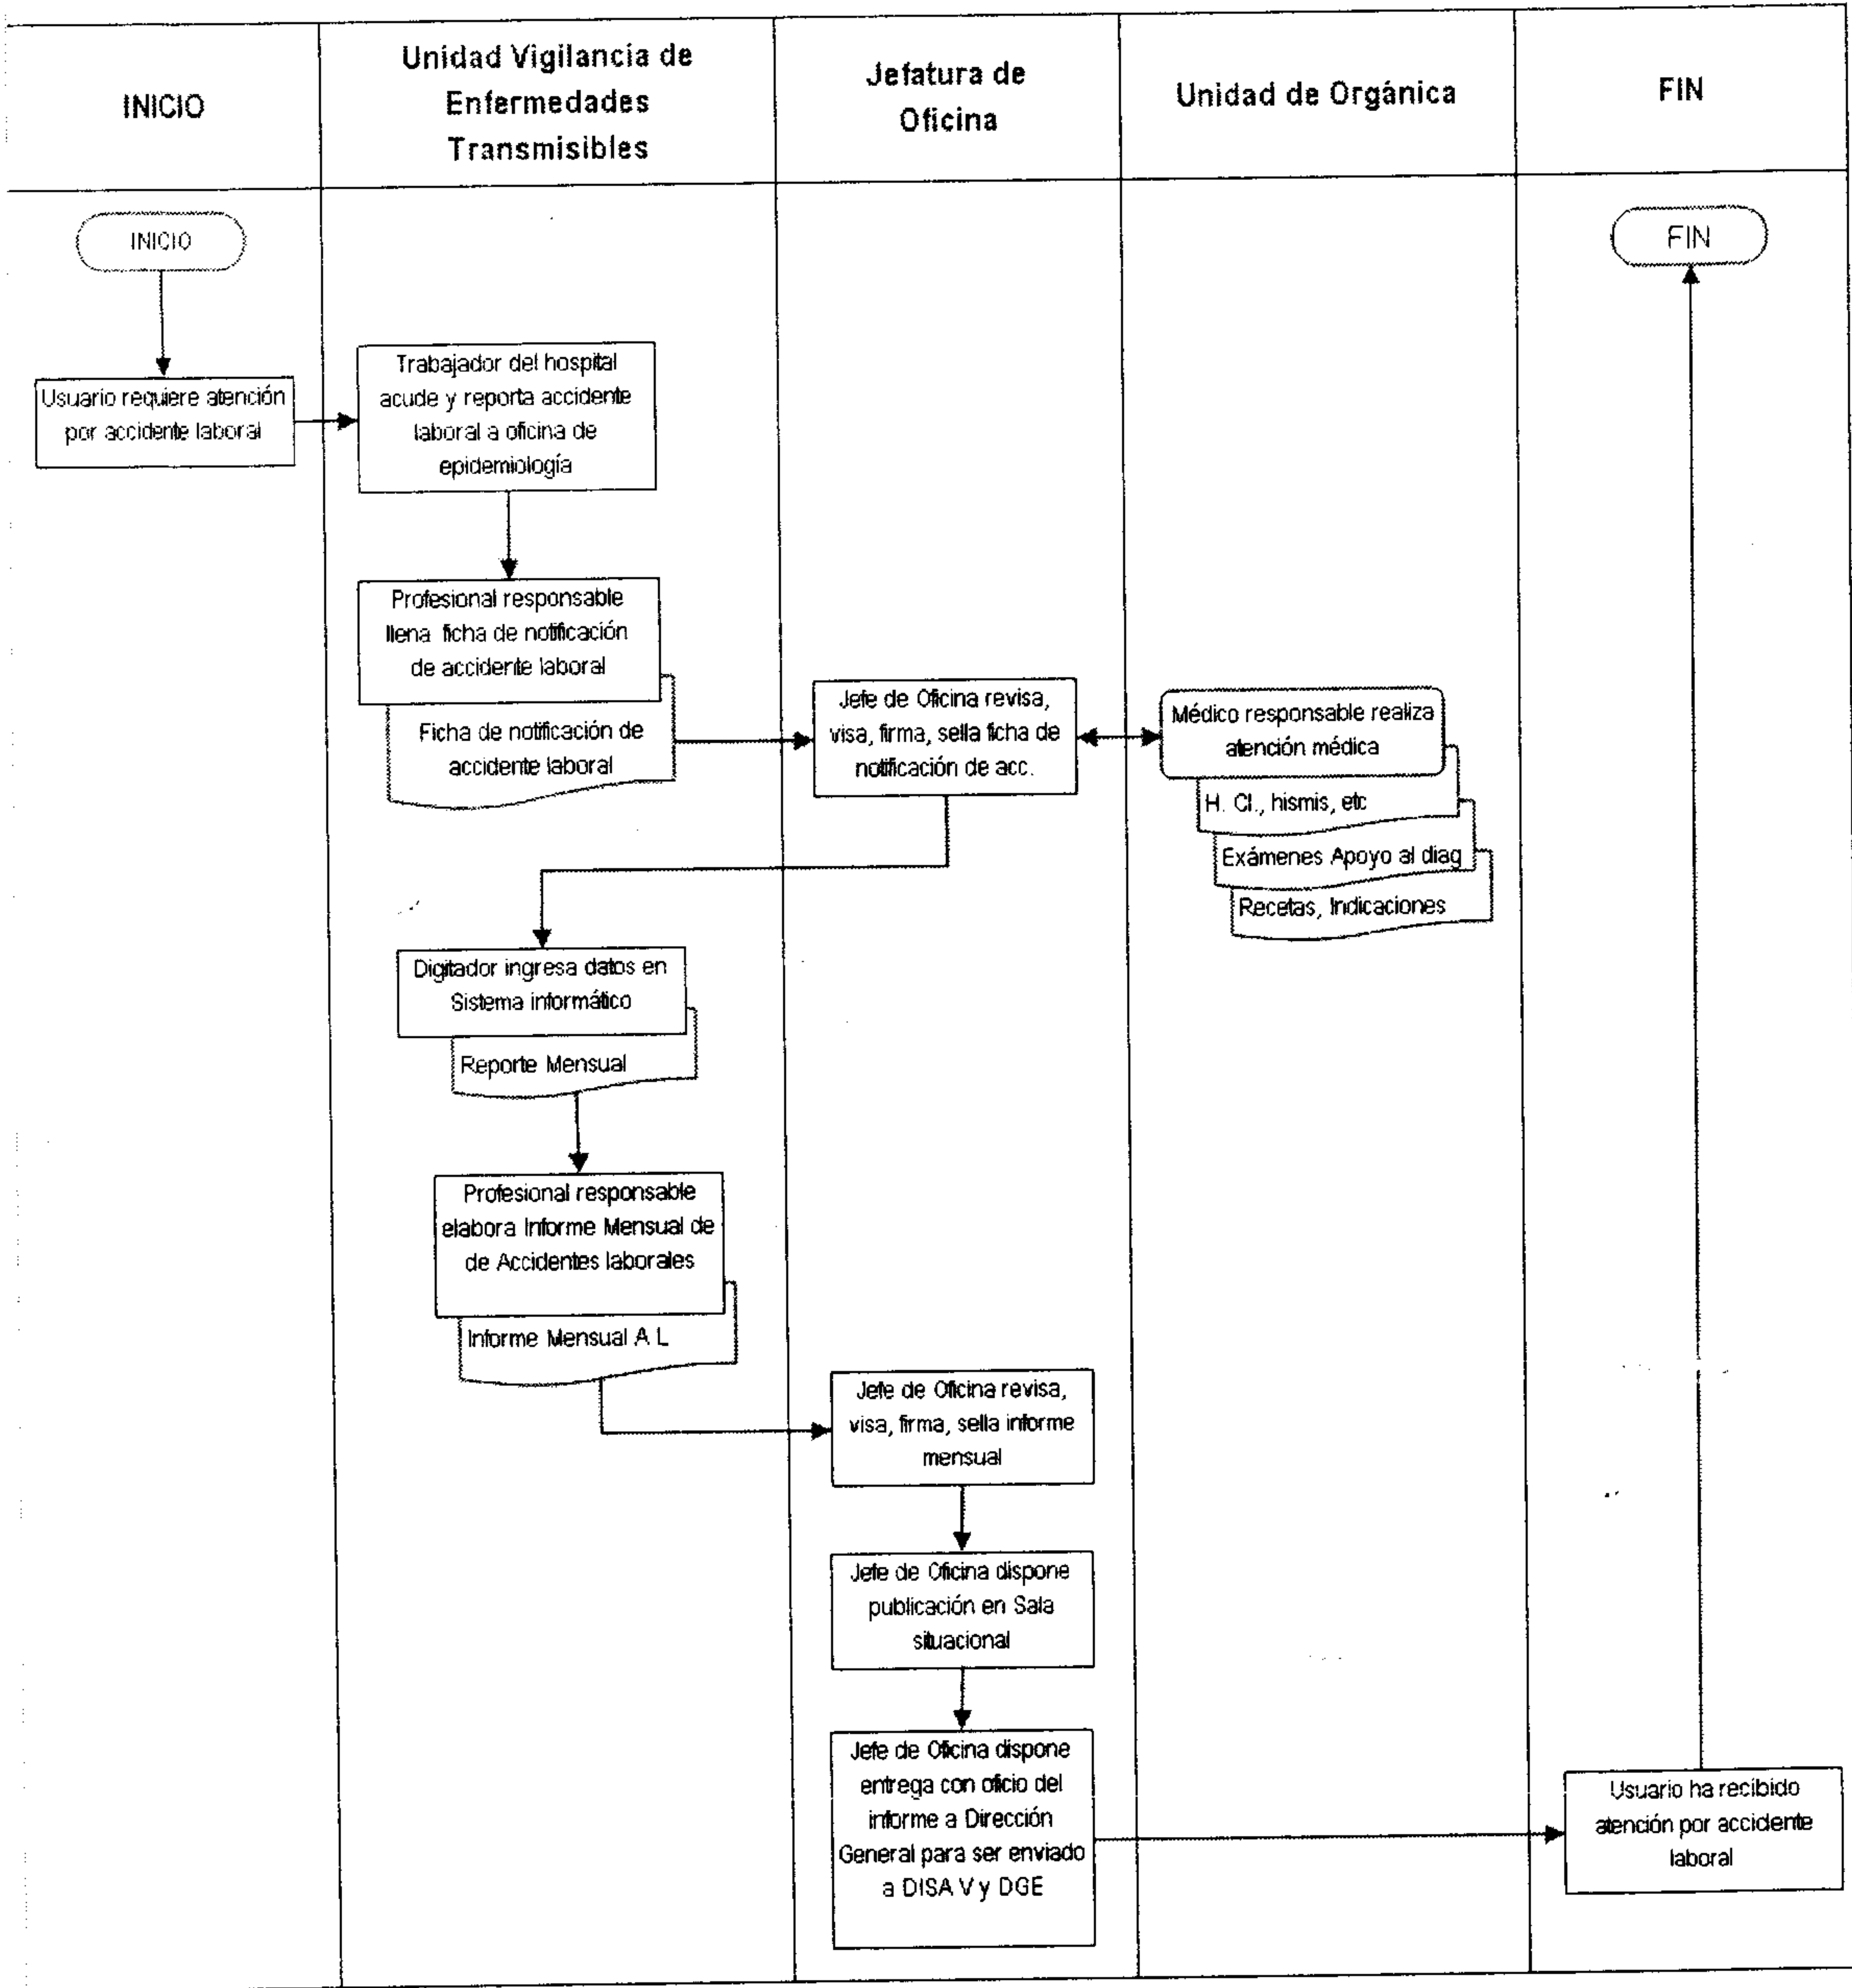 INICIO
Unidad Vigilancia de
Enfermedades
Transmisibles
Jefatura de
Oficina
Unidad de Orgánica
FIN
INICIO
FIN
Usuario requiere atención
por accidente laboral
Trabajador del hospital
acude y reporta accidente
laboral a oficina de
epidemiología
Profesional responsable
llena ficha de notificación
de accidente laboral
Ficha de notificación de
accidente laboral
Jefe de Oficina revisa,
visa, firma, sella ficha de
notificación de acc.
Médico responsable realiza
atención médica
H. Cl., hismis, etc
Exámenes Apoyo al diag
Recetas, Indicaciones
Digitador ingresa datos en
Sistema informático
Reporte Mensual
Profesional responsable
elabora Informe Mensual de
de Accidentes laborales
Informe Mensual A L
Jefe de Oficina revisa,
visa, firma, sella informe
mensual
Jefe de Oficina dispone
publicación en Sala
situacional
Jefe de Oficina dispone
entrega con oficio del
informe a Dirección
General para ser enviado
a DISA V y DGE
Usuario ha recibido
atención por accidente
laboral